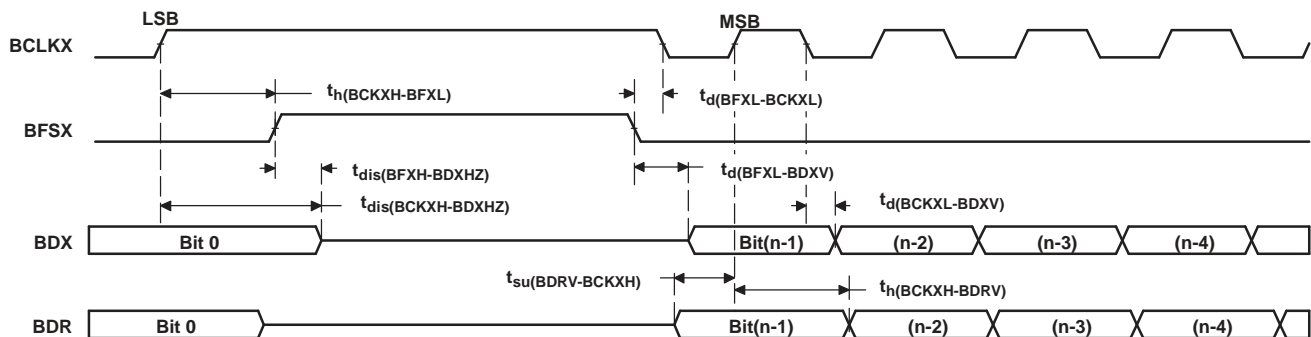 LSB MSB
BCLKX
th(BCKXH-BFXL) td(BFXL-BCKXL)
BFSX
tdis(BFXH-BDXHZ) td(BFXL-BDXV)
tdis(BCKXH-BDXHZ) td(BCKXL-BDXV)
BDX Bit 0 Bit(n-1) (n-2) (n-3) (n-4)
tsu(BDRV-BCKXH) th(BCKXH-BDRV)
BDR Bit 0 Bit(n-1) (n-2) (n-3) (n-4)